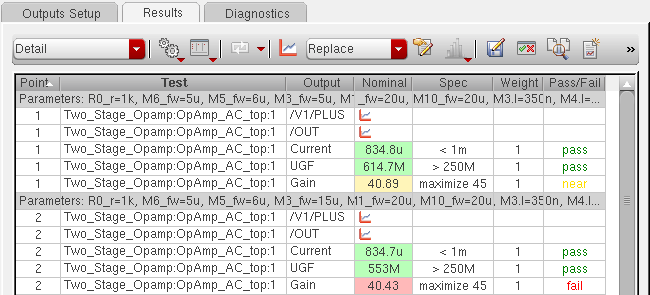 Outputs Setup Results Diagnostics
Detail Replace »
Point Test Output Nominal Spec Weight Pass/Fail
Parameters: R0_r=1k, M6_fw=5u, M5_fw=6u, M3_fw=5u, M1_fw=20u, M10_fw=20u, M3.l=350n, M4.l=...
1 Two_Stage_Opamp:OpAmp_AC_top:1 /V1/PLUS
1 Two_Stage_Opamp:OpAmp_AC_top:1 /OUT
1 Two_Stage_Opamp:OpAmp_AC_top:1 Current 834.8u < 1m 1 pass
1 Two_Stage_Opamp:OpAmp_AC_top:1 UGF 614.7M > 250M 1 pass
1 Two_Stage_Opamp:OpAmp_AC_top:1 Gain 40.89 maximize 45 1 near
Parameters: R0_r=1k, M6_fw=5u, M5_fw=6u, M3_fw=15u, M1_fw=20u, M10_fw=20u, M3.l=350n, M4.l...
2 Two_Stage_Opamp:OpAmp_AC_top:1 /V1/PLUS
2 Two_Stage_Opamp:OpAmp_AC_top:1 /OUT
2 Two_Stage_Opamp:OpAmp_AC_top:1 Current 834.7u < 1m 1 pass
2 Two_Stage_Opamp:OpAmp_AC_top:1 UGF 553M > 250M 1 pass
2 Two_Stage_Opamp:OpAmp_AC_top:1 Gain 40.43 maximize 45 1 fail